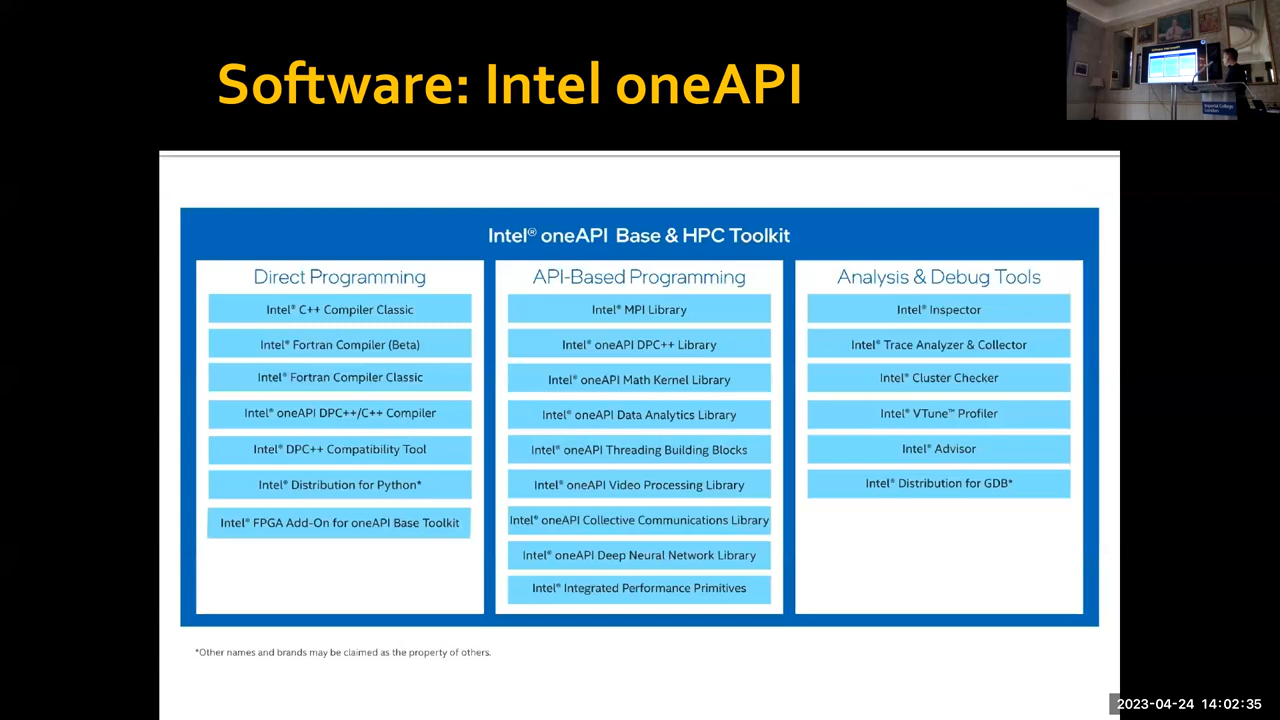 Software: Intel oneAPI
Imperial College
London
Intel® oneAPI Base & HPC Toolkit
Direct Programming
Intel® C++ Compiler Classic
Intel® Fortran Compiler (Beta)
Intel® Fortran Compiler Classic
Intel® oneAPI DPC++/C++ Compiler
Intel® DPC++ Compatibility Tool
Intel® Distribution for Python*
Intel® FPGA Add-On for oneAPI Base Toolkit
API-Based Programming
Intel® MPI Library
Intel® oneAPI DPC++ Library
Intel® oneAPI Math Kernel Library
Intel® oneAPI Data Analytics Library
Intel® oneAPI Threading Building Blocks
Intel® oneAPI Video Processing Library
Intel® oneAPI Collective Communications Library
Intel® oneAPI Deep Neural Network Library
Intel® Integrated Performance Primitives
Analysis & Debug Tools
Intel® Inspector
Intel® Trace Analyzer & Collector
Intel® Cluster Checker
Intel® VTune™ Profiler
Intel® Advisor
Intel® Distribution for GDB*
*Other names and brands may be claimed as the property of others.
2023-04-24 14:02:35